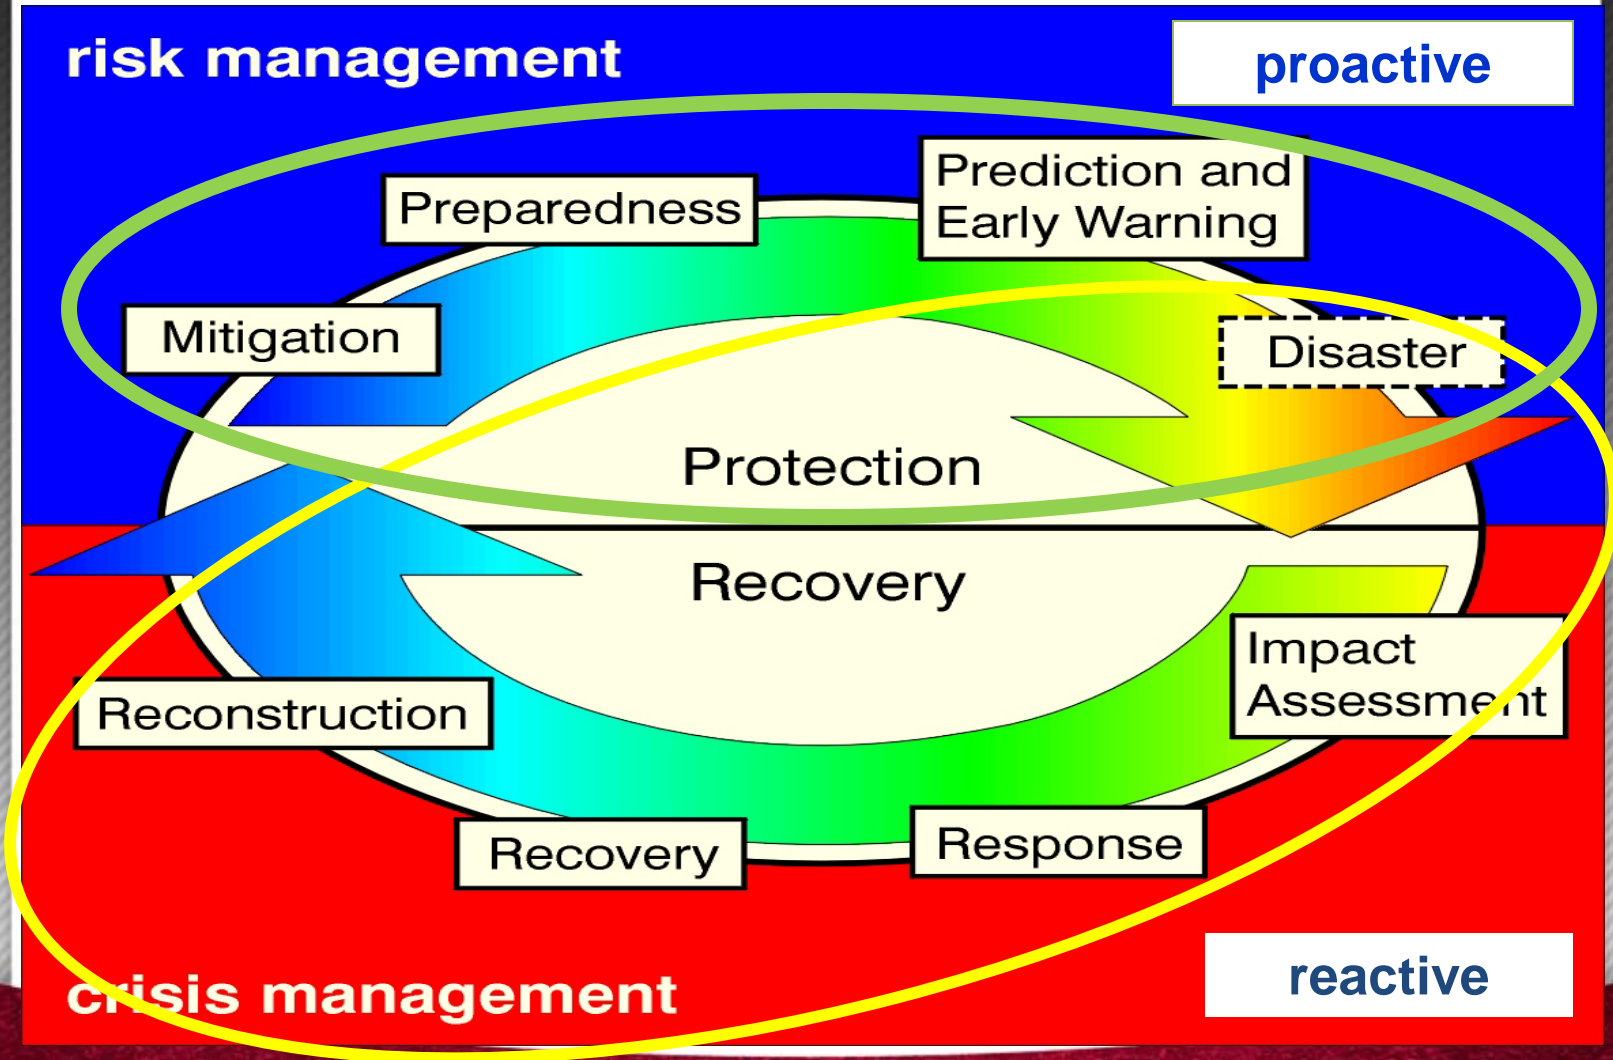 risk management
proactive
Preparedness
Prediction and
Early Warning
Mitigation
Disaster
Protection
Recovery
Impact
Assessment
Reconstruction
Recovery
Response
crisis management
reactive